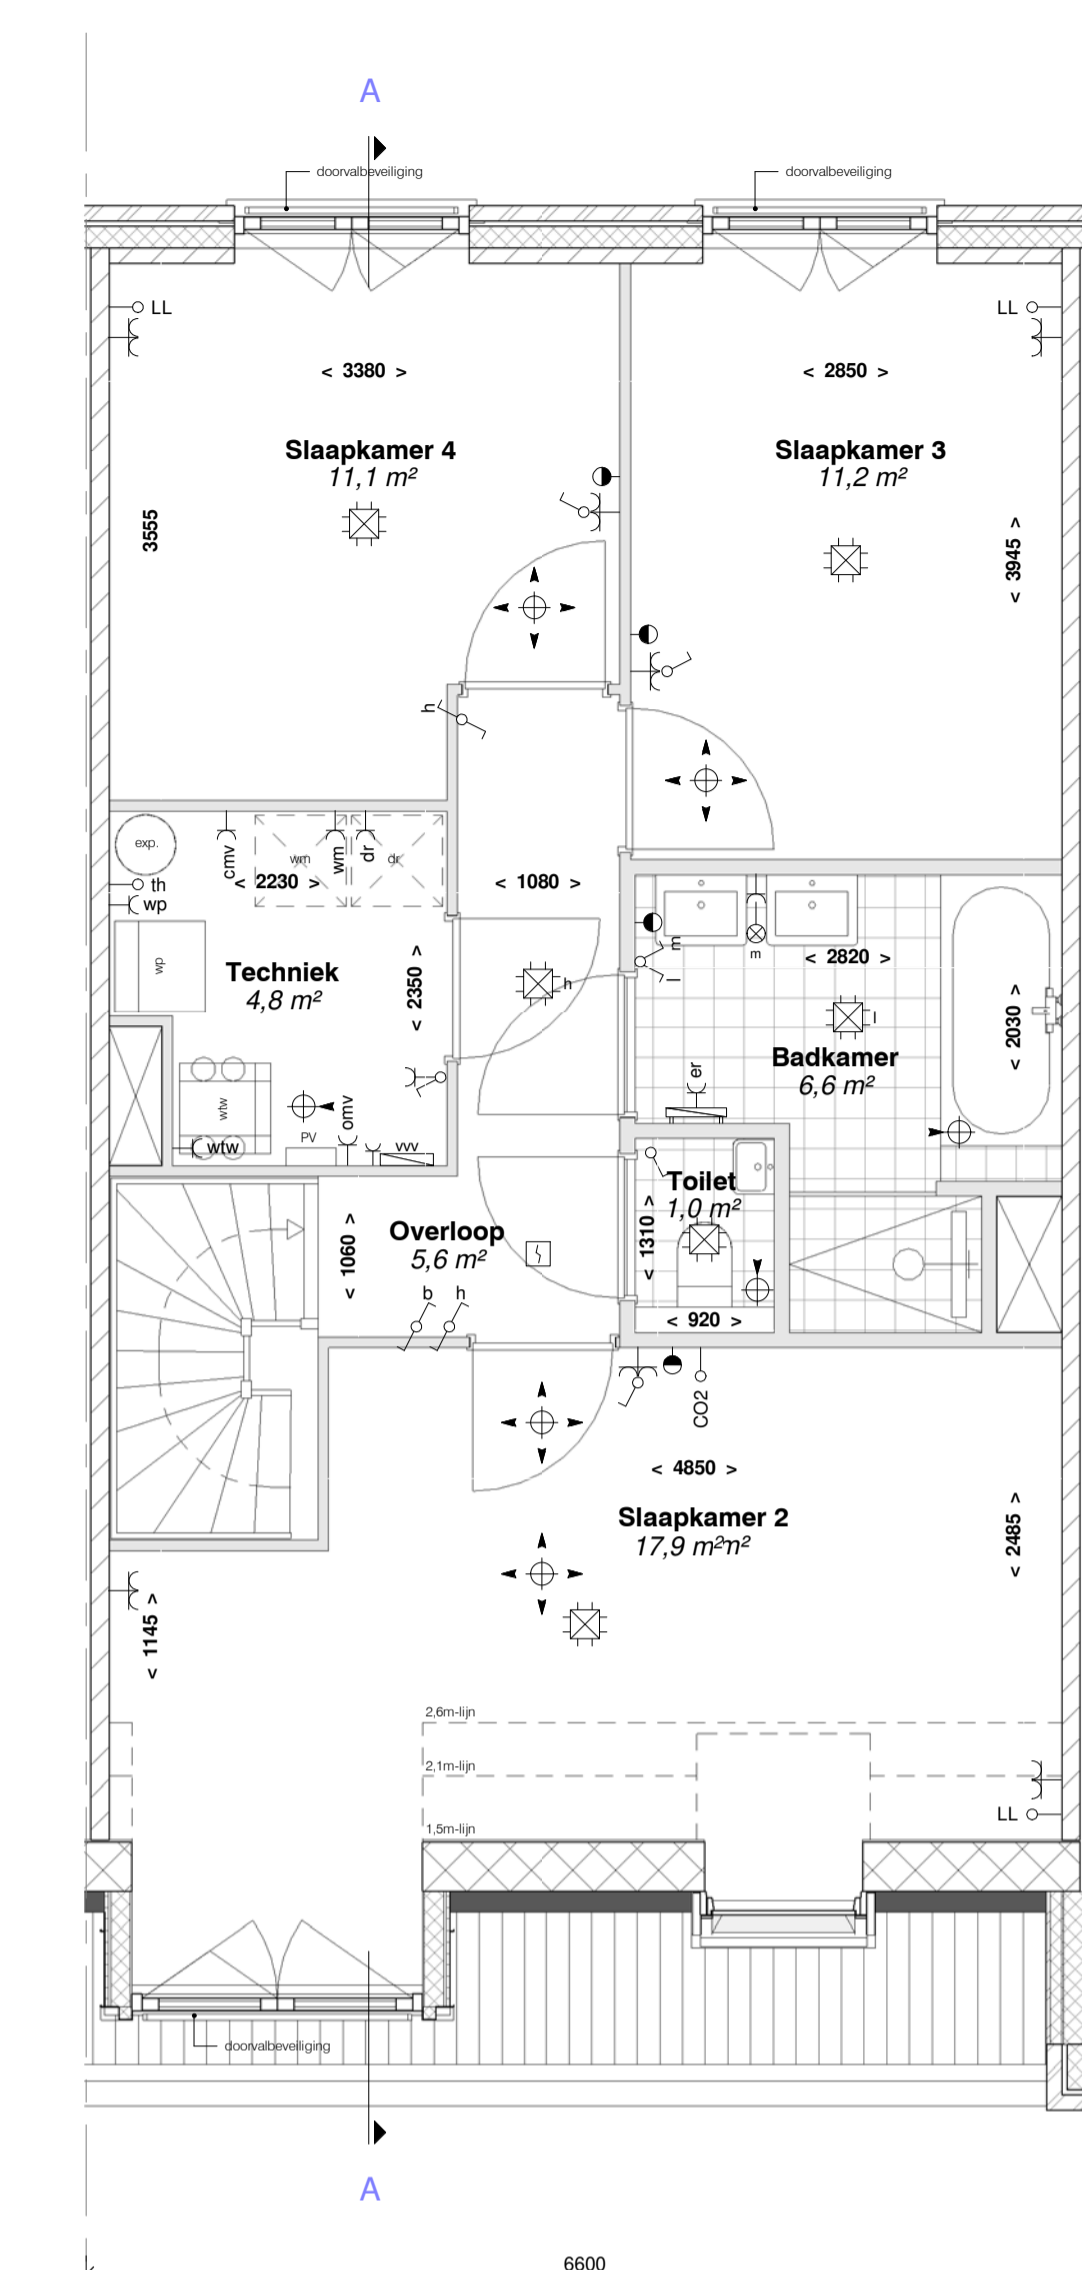 A
doorvalbeveiliging
doorvalbeveiliging
LL
LL
< 3380 >
< 2850 >
Slaapkamer 4
11,1 m²
Slaapkamer 3
11,2 m²
3555
< 3945 >
h
exp.
cmv
wm
wm
dr
dr
th
< 2230 >
< 1080 >
wp
wp
Techniek
4,8 m²
< 2350 >
h
m
l
m
< 2820 >
l
< 2030 >
Badkamer
6,6 m²
er
wtw
wtw
PV
omv
vvv
Toilet
1,0 m²
< 1310 >
< 920 >
Overloop
5,6 m²
< 1060 >
b
h
CO2
< 4850 >
Slaapkamer 2
17,9 m²m²
< 2485 >
< 1145 >
2,6m-lijn
2,1m-lijn
1,5m-lijn
LL
doorvalbeveiliging
A
6600